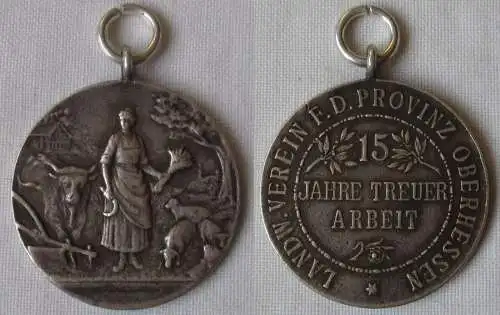 LANDW. VEREIN F. D. PROVINZ OBERHESSEN
15
JAHRE TREUER
ARBEIT